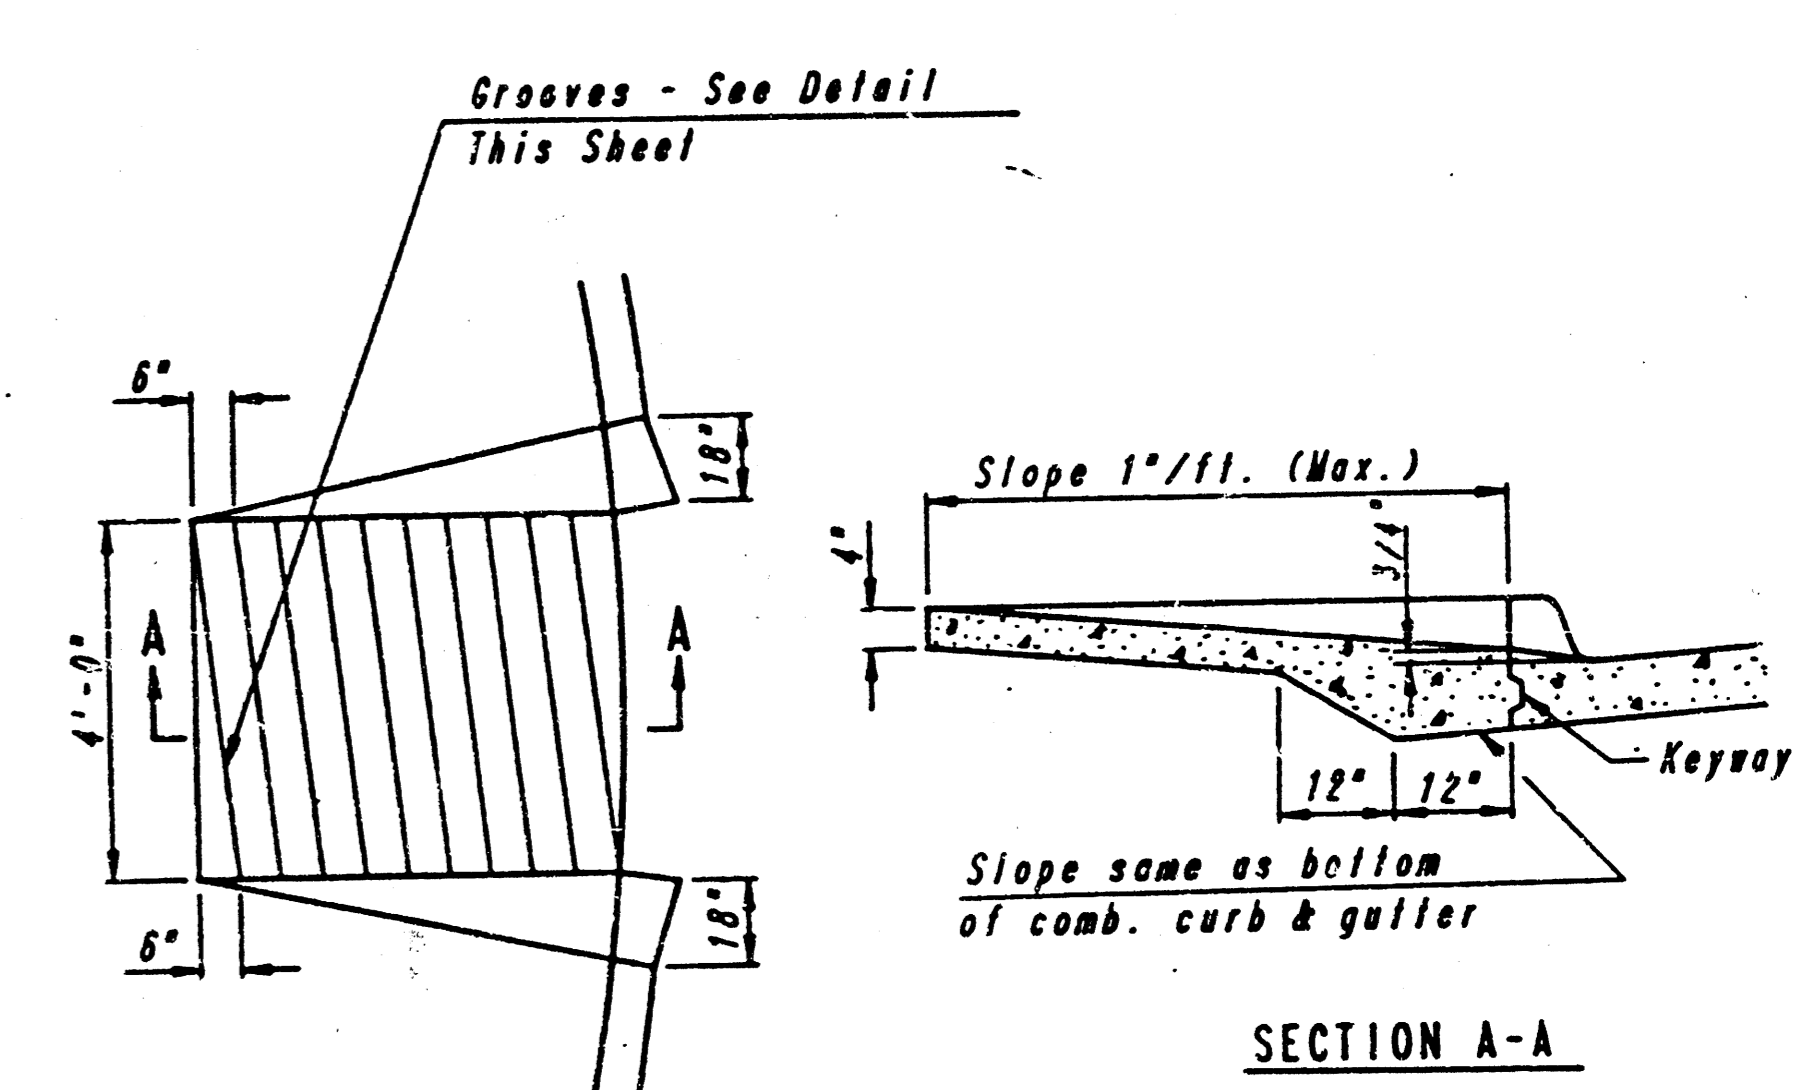 Grooves - See Detail
This Sheet
6"
18"
4'-0"
A
A
6"
18"
Slope 1"/ft. (Max.)
4"
3/4"
Keyway
12"
12"
Slope same as bottom
of comb. curb & gutter
SECTION A-A